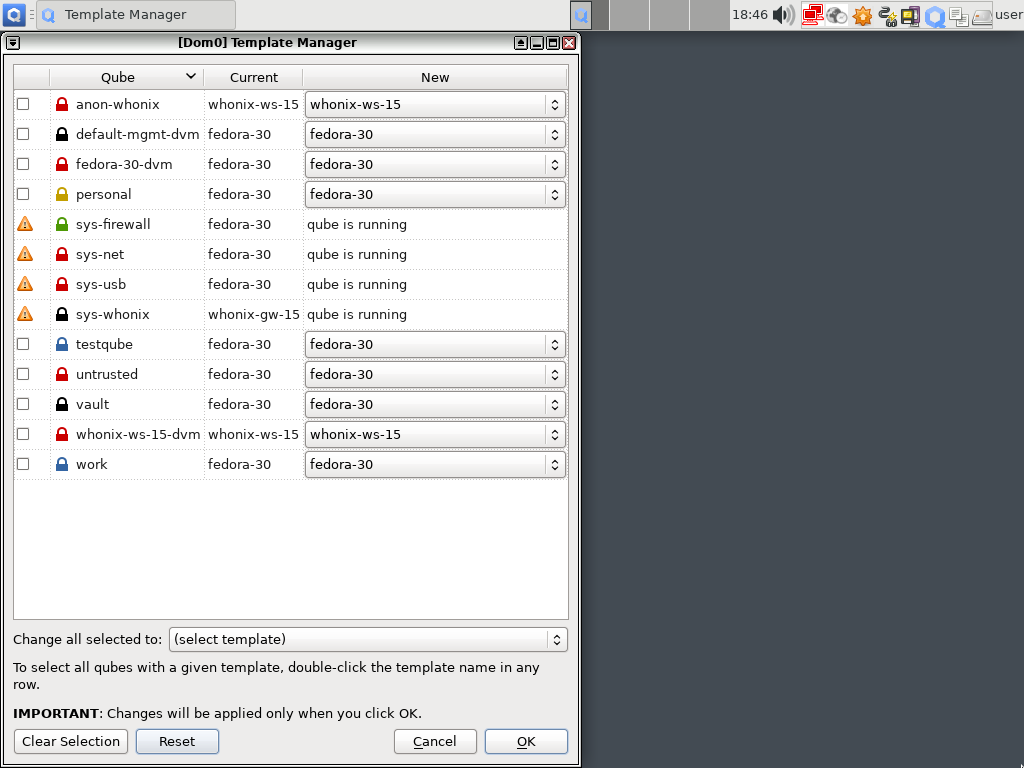 Template Manager
18:46
user
[Dom0] Template Manager
Qube Current New
anon-whonix whonix-ws-15 whonix-ws-15
default-mgmt-dvm fedora-30 fedora-30
fedora-30-dvm fedora-30 fedora-30
personal fedora-30 fedora-30
sys-firewall fedora-30 qube is running
sys-net fedora-30 qube is running
sys-usb fedora-30 qube is running
sys-whonix whonix-gw-15 qube is running
testqube fedora-30 fedora-30
untrusted fedora-30 fedora-30
vault fedora-30 fedora-30
whonix-ws-15-dvm whonix-ws-15 whonix-ws-15
work fedora-30 fedora-30
Change all selected to: (select template)
To select all qubes with a given template, double-click the template name in any
row.
IMPORTANT: Changes will be applied only when you click OK.
Clear Selection Reset Cancel OK